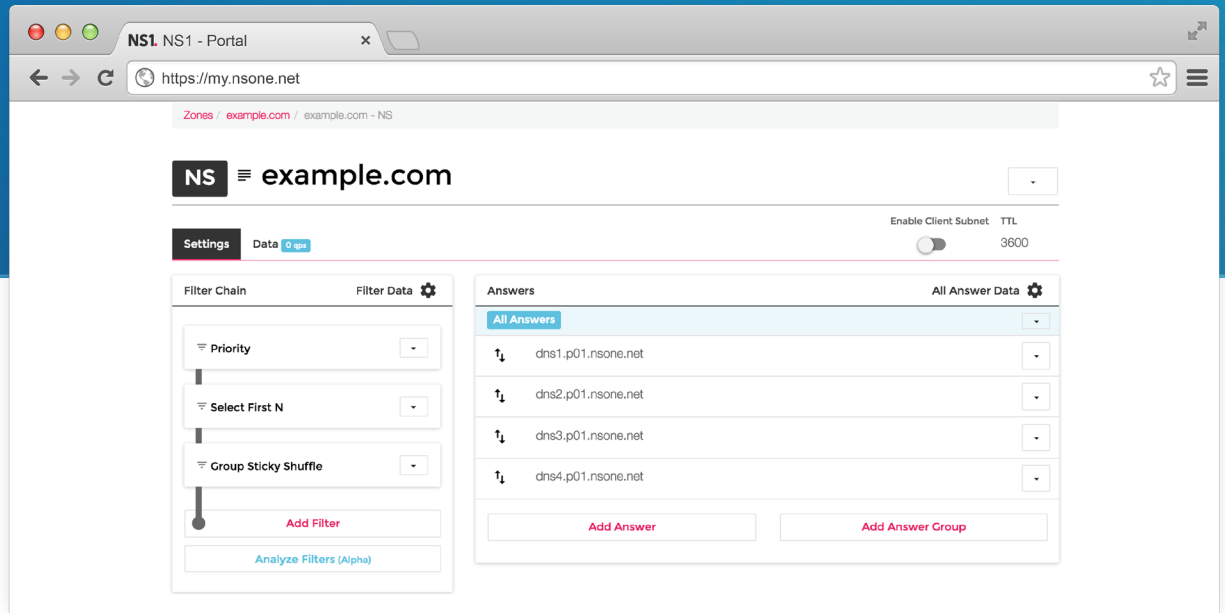 NS1. NS1 - Portal
https://my.nsone.net
Zones / example.com / example.com - NS
NS example.com
Enable Client Subnet TTL
Settings Data 0 qps 3600
Filter Chain Filter Data
Answers All Answer Data
All Answers
Priority
dns1.p01.nsone.net
Select First N
dns2.p01.nsone.net
Group Sticky Shuffle
dns3.p01.nsone.net
dns4.p01.nsone.net
Add Filter
Add Answer Add Answer Group
Analyze Filters (Alpha)